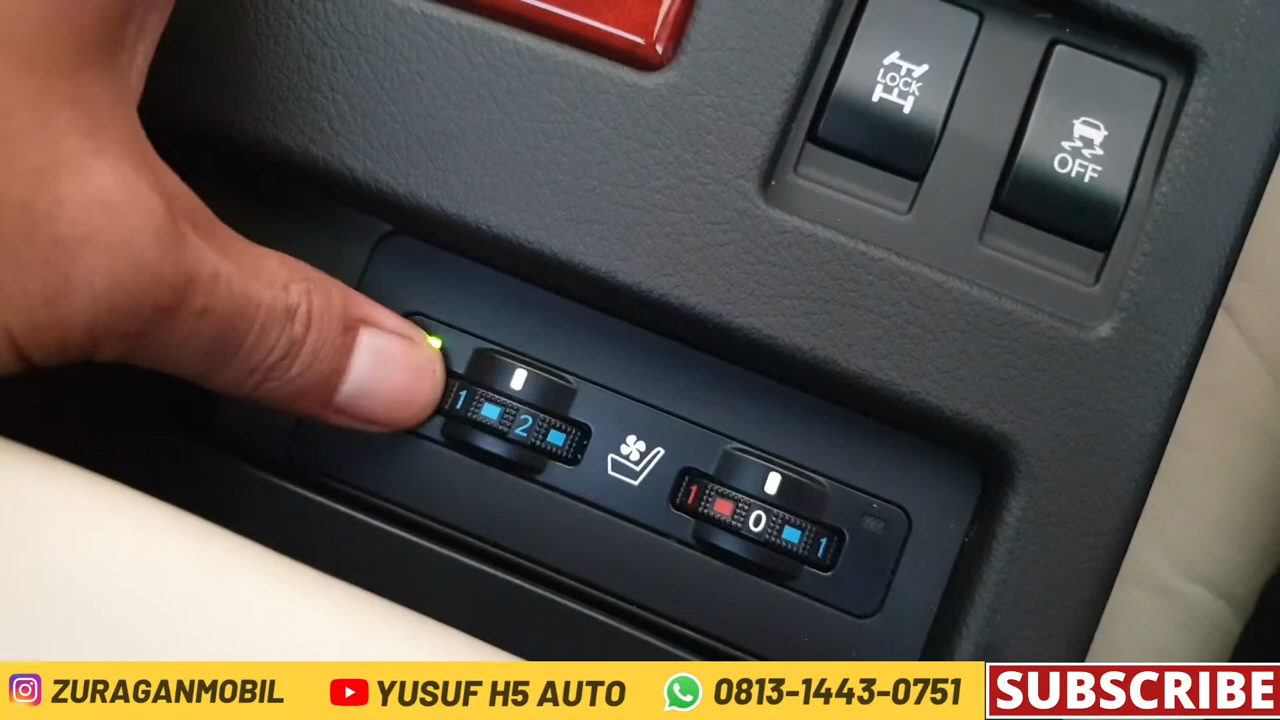 LOCK
OFF
1 2
1 0 1
ZURAGANMOBIL
YUSUF H5 AUTO
0813-1443-0751
SUBSCRIBE